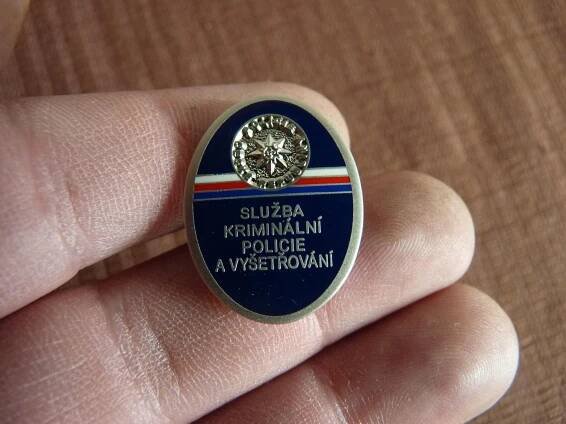 SLUŽBA
KRIMINÁLNÍ
POLICIE
A VYŠETŘOVÁNÍ